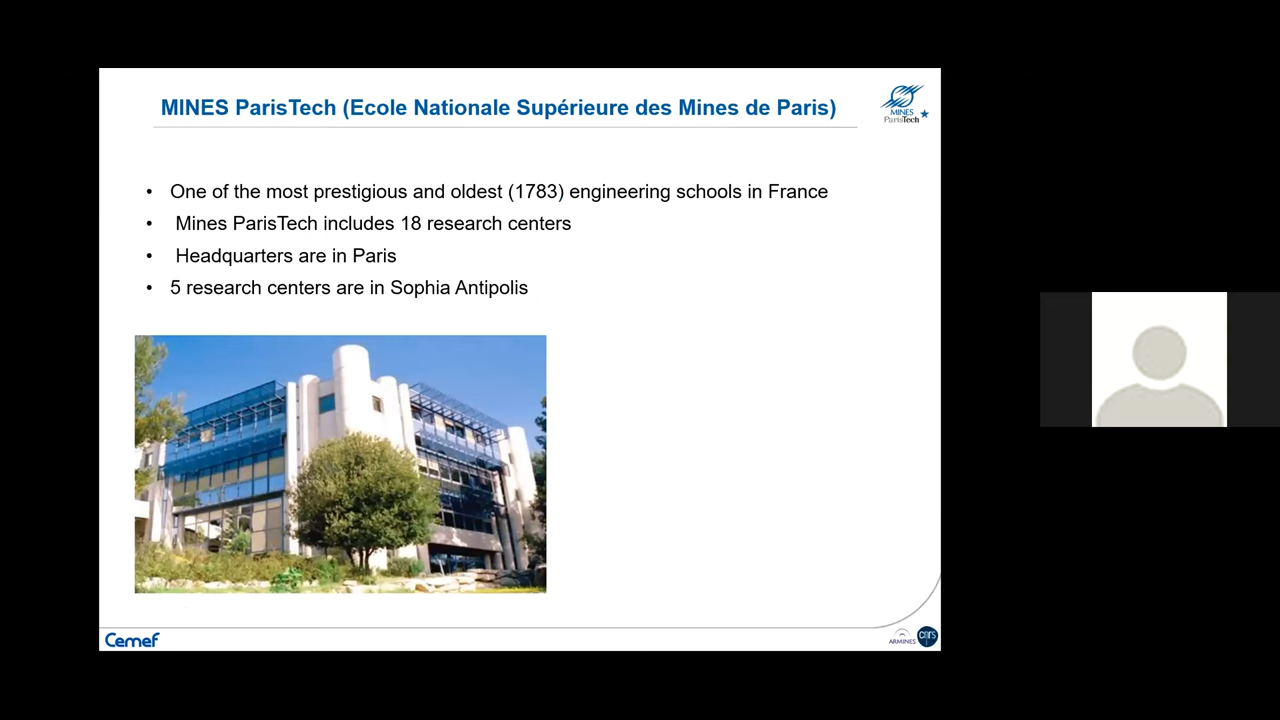 MINES ParisTech (Ecole Nationale Supérieure des Mines de Paris)
MINES
ParisTech
• One of the most prestigious and oldest (1783) engineering schools in France
• Mines ParisTech includes 18 research centers
• Headquarters are in Paris
• 5 research centers are in Sophia Antipolis
Cemef
ARMINES
cnrs